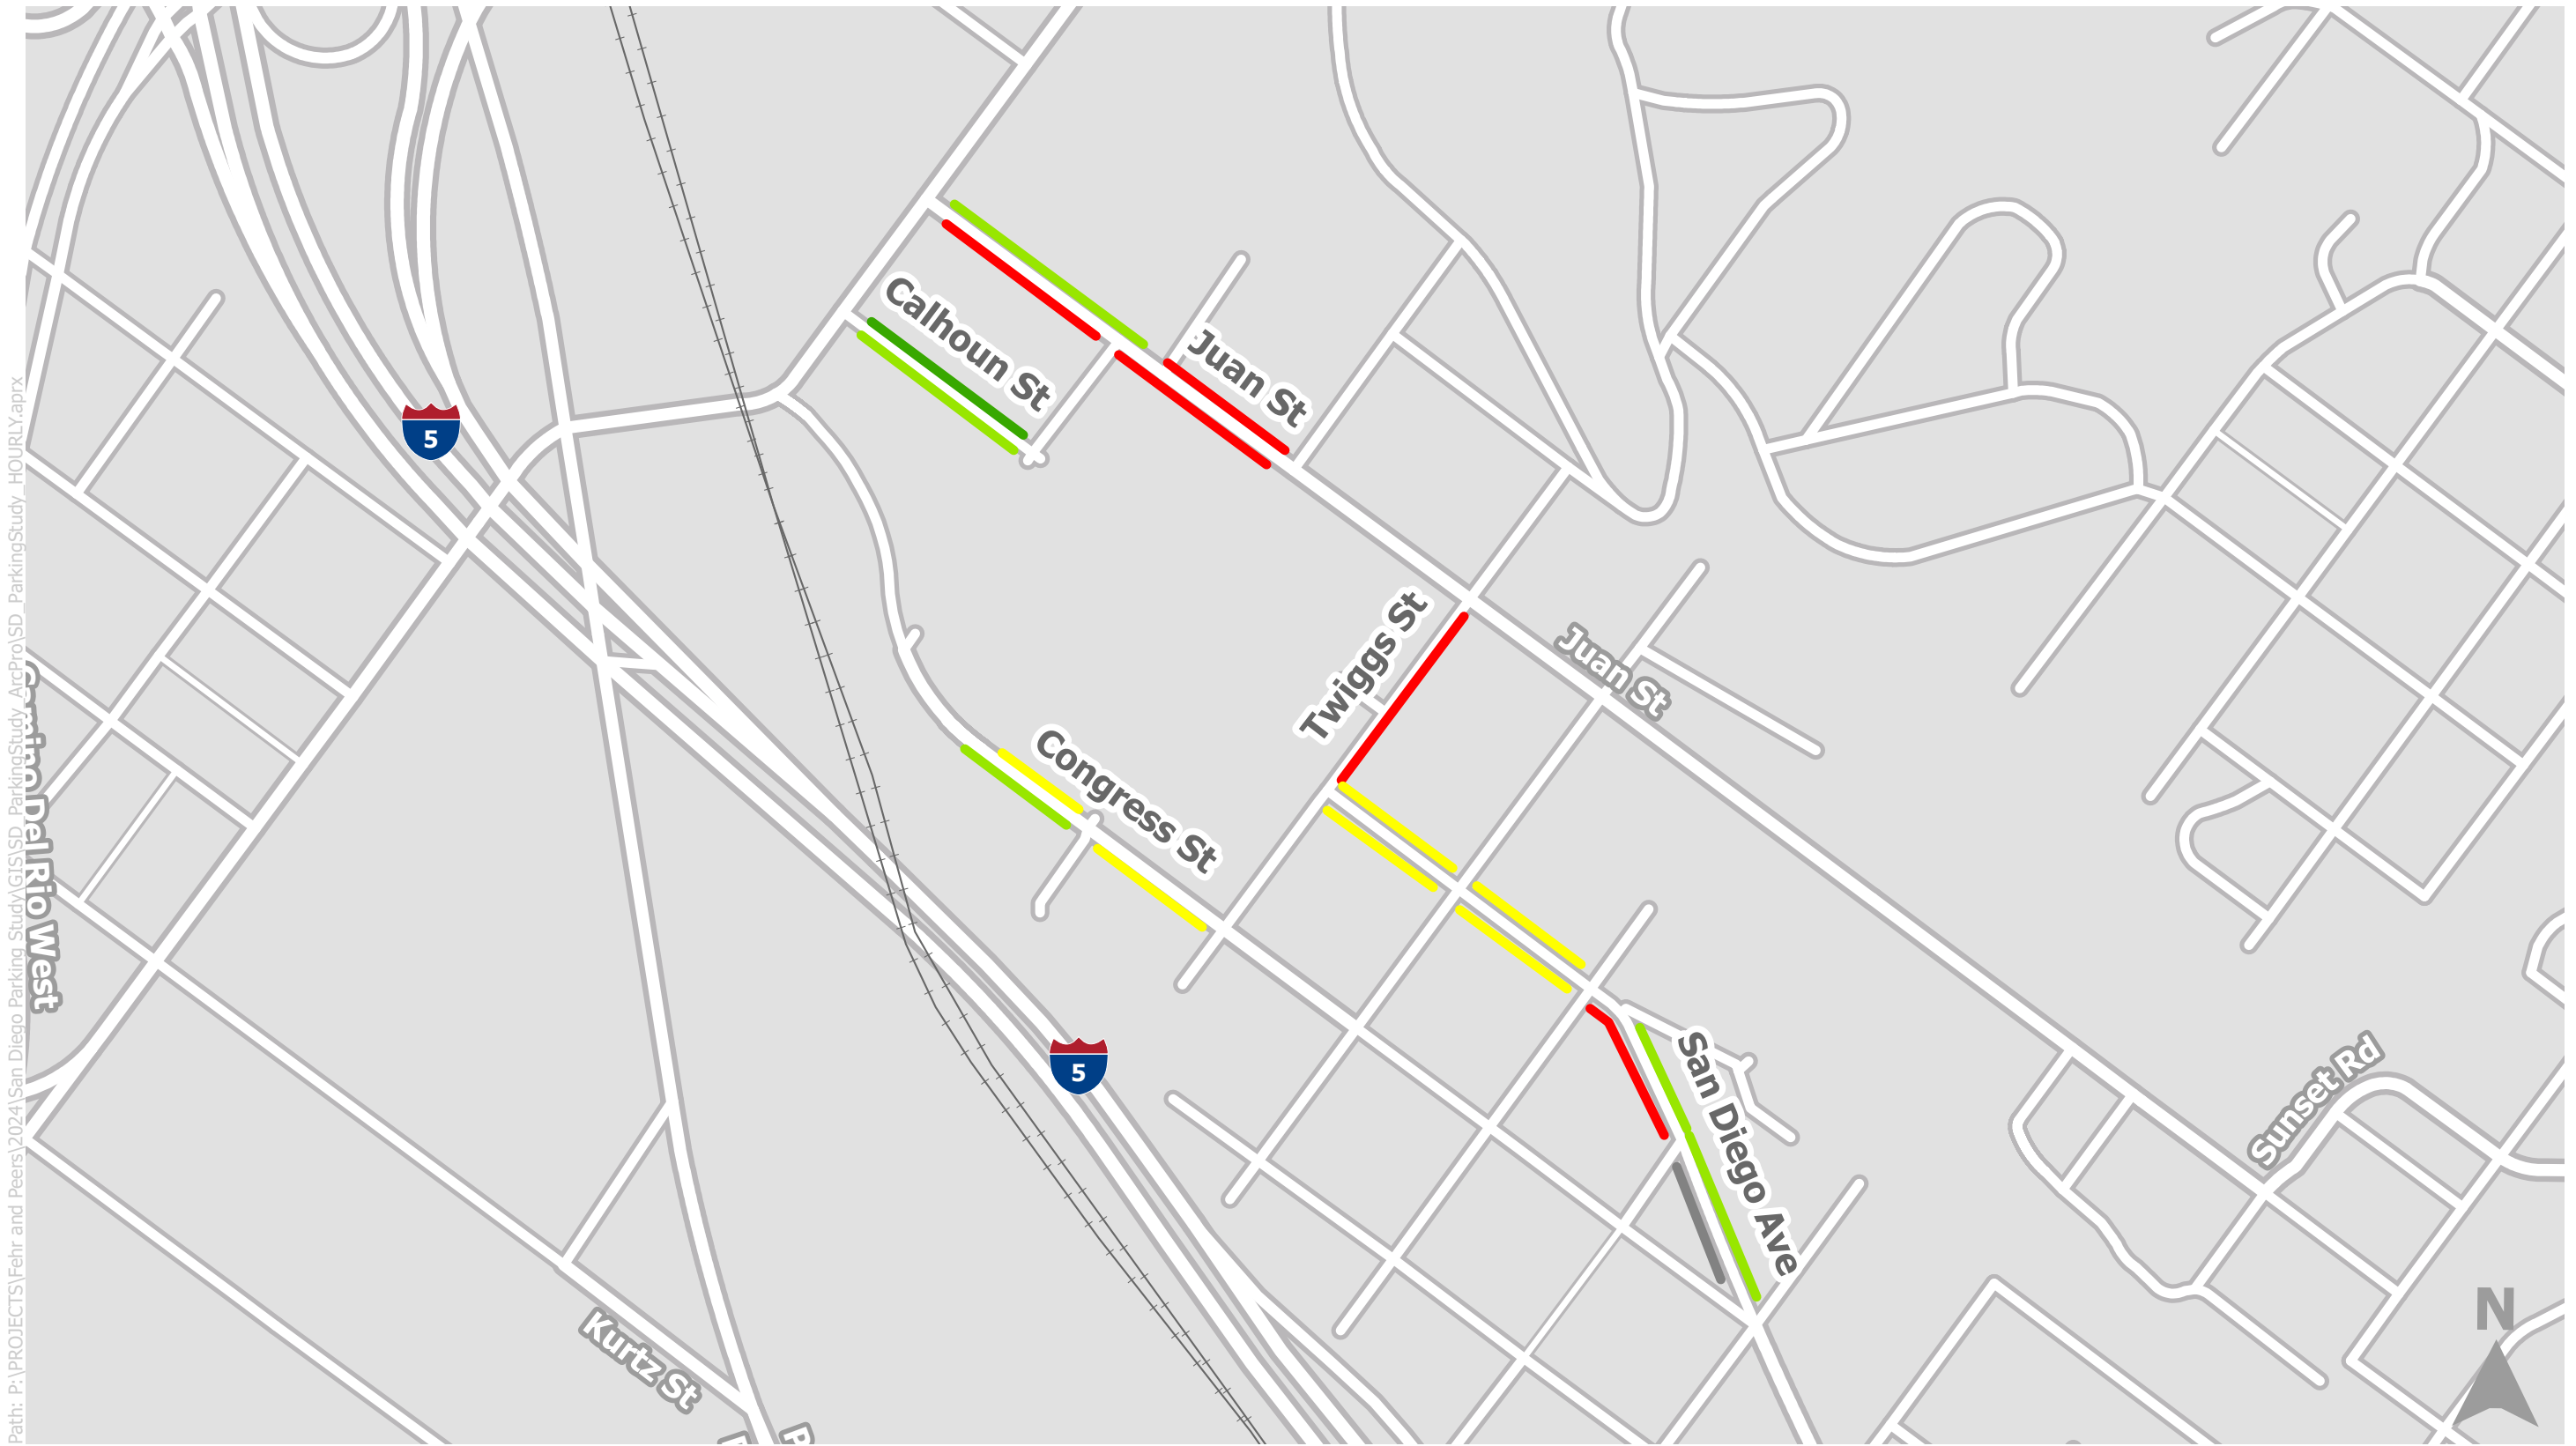 Calhoun St
Juan St
5
Twiggs St
Juan St
Congress St
Camino Del Rio West
5
San Diego Ave
Sunset Rd
N
Kurtz St
Path: P:\PROJECTS\Fehr and Peers\2024\San Diego Parking Study\GIS\SD_ParkingStudy_ArcPro\SD_ParkingStudy_HOURLY.aprx